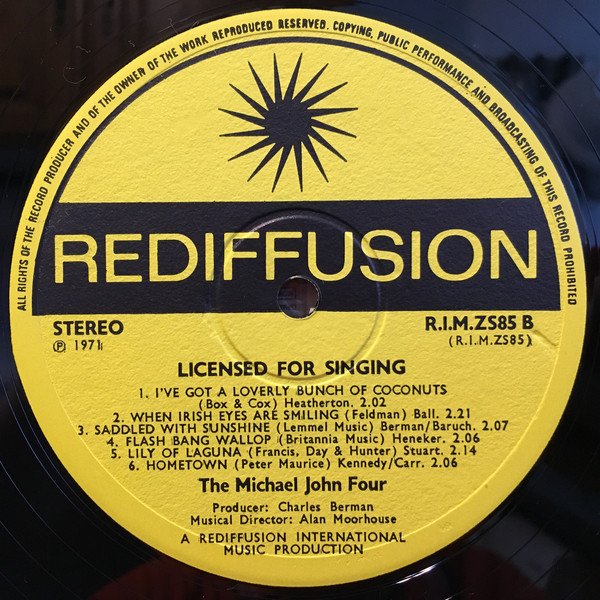 ALL RIGHTS OF THE RECORD PRODUCER AND OF THE OWNER OF THE WORK REPRODUCED RESERVED. COPYING, PUBLIC PERFORMANCE AND BROADCASTING OF THIS RECORD PROHIBITED
REDIFFUSION
STEREO R.I.M.ZS85 B
Ⓟ 1971 (R.I.M.ZS85)
LICENSED FOR SINGING
1. I'VE GOT A LOVERLY BUNCH OF COCONUTS
(Box & Cox) Heatherton. 2.02
2. WHEN IRISH EYES ARE SMILING (Feldman) Ball. 2.21
3. SADDLED WITH SUNSHINE (Lemmel Music) Berman/Baruch. 2.07
4. FLASH BANG WALLOP (Britannia Music) Heneker. 2.06
5. LILY OF LAGUNA (Francis, Day & Hunter) Stuart. 2.14
6. HOMETOWN (Peter Maurice) Kennedy/Carr. 2.06
The Michael John Four
Producer: Charles Berman
Musical Director: Alan Moorhouse
A REDIFFUSION INTERNATIONAL
MUSIC PRODUCTION